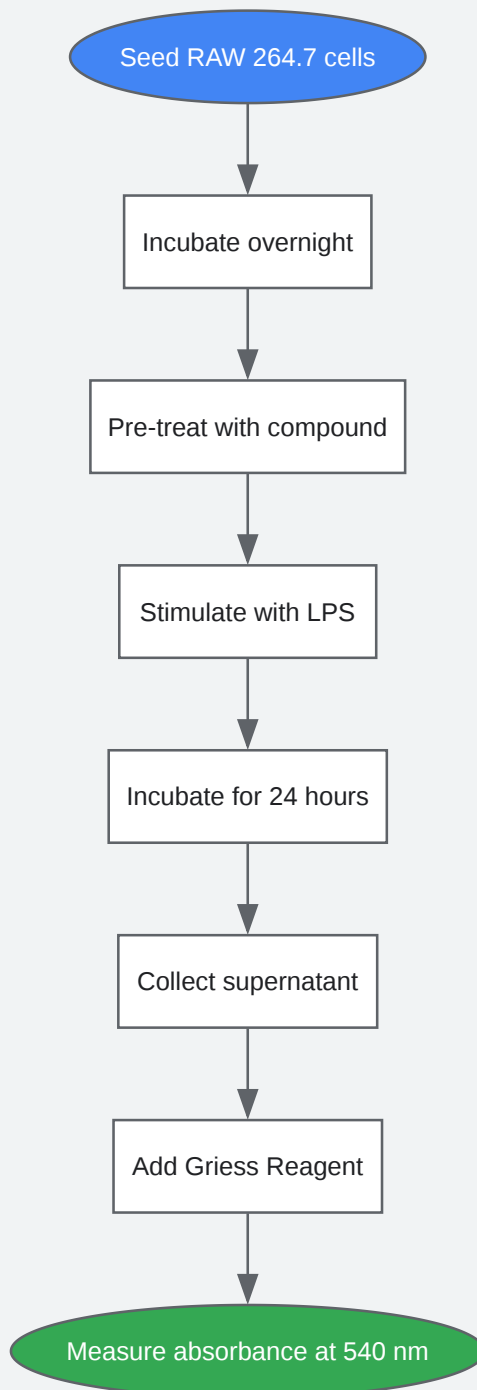 Seed RAW 264.7 cells
Incubate overnight
Pre-treat with compound
Stimulate with LPS
Incubate for 24 hours
Collect supernatant
Add Griess Reagent
Measure absorbance at 540 nm